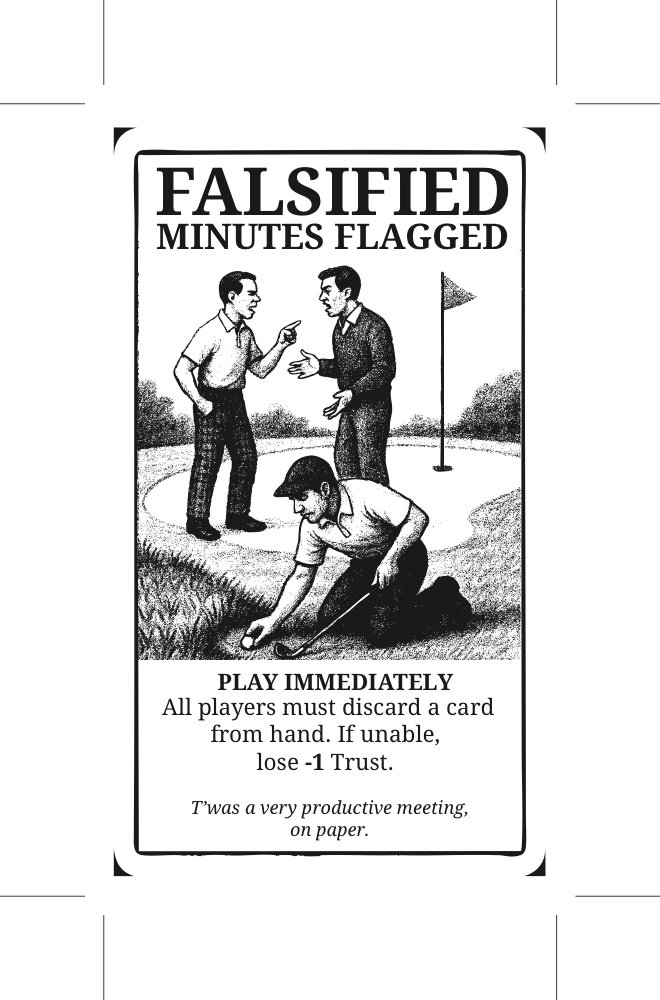 FALSIFIED
MINUTES FLAGGED
PLAY IMMEDIATELY
All players must discard a card
from hand. If unable,
lose -1 Trust.
T’was a very productive meeting,
on paper.